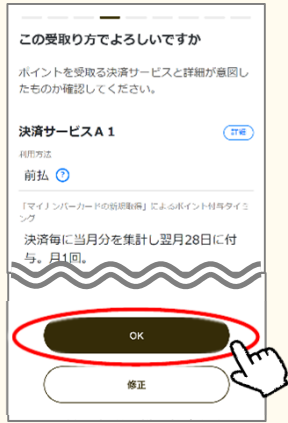 この受取り方でよろしいですか
ポイントを受取る決済サービスと詳細が意図し
たものか確認してください。
決済サービスA1
詳細
利用方法
前払 ?
「マイナンバーカードの新規取得」によるポイント付与タイミ
ング
決済毎に当月分を集計し翌月28日に付
与。月1回。
OK
修正